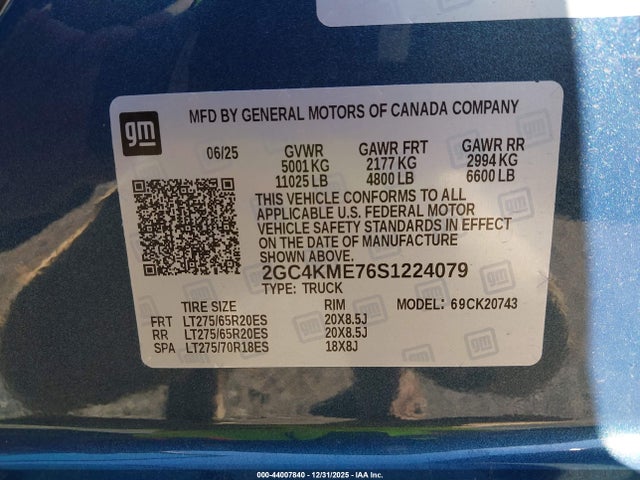 MFD BY GENERAL MOTORS OF CANADA COMPANY
gm
06/25 GVWR GAWR FRT GAWR RR
5001 KG 2177 KG 2994 KG
11025 LB 4800 LB 6600 LB
THIS VEHICLE CONFORMS TO ALL
APPLICABLE U.S. FEDERAL MOTOR
VEHICLE SAFETY STANDARDS IN EFFECT
ON THE DATE OF MANUFACTURE
SHOWN ABOVE.
2GC4KME76S1224079
TYPE: TRUCK
TIRE SIZE RIM MODEL: 69CK20743
FRT LT275/65R20ES 20X8.5J
RR LT275/65R20ES 20X8.5J
SPA LT275/70R18ES 18X8J
000-44007840 - 12/31/2025 - IAA Inc.